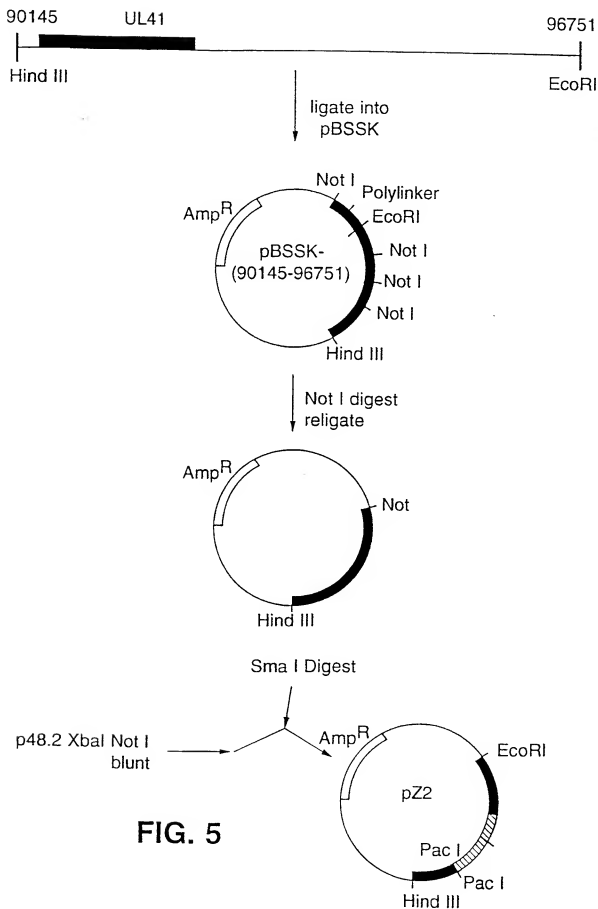 90145
UL41
96751
Hind III
EcoRI
ligate into
pBSSK
Not I
Polylinker
EcoRI
AmpR
pBSSK-
(90145-96751)
Not I
Not I
Not I
Hind III
Not I digest
religate
AmpR
Not
Hind III
Sma I Digest
p48.2 XbaI Not I
blunt
AmpR
EcoRI
pZ2
FIG. 5
Pac I
Pac I
Hind III